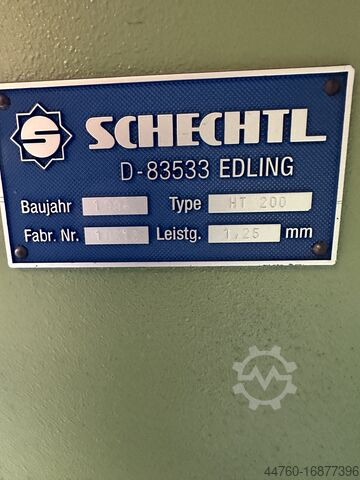 S SCHECHTL
D-83533 EDLING
Baujahr Type HT 200
Fabr. Nr. Leistg. 1,25 mm
44760-16877396